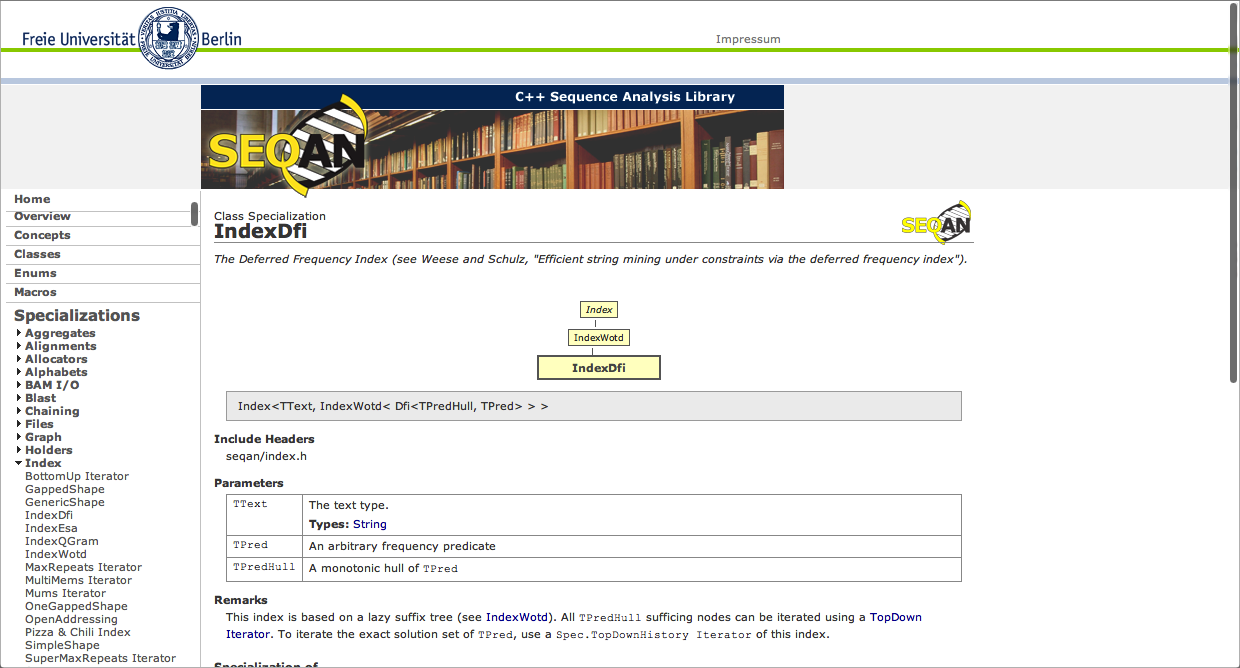 Freie Universität Berlin
Impressum
C++ Sequence Analysis Library
SEQAN
Home
Overview
Concepts
Classes
Enums
Macros
Specializations
Aggregates
Alignments
Allocators
Alphabets
BAM I/O
Blast
Chaining
Files
Graph
Holders
Index
BottomUp Iterator
GappedShape
GenericShape
IndexDfi
IndexEsa
IndexQGram
IndexWotd
MaxRepeats Iterator
MultiMems Iterator
Mums Iterator
OneGappedShape
OpenAddressing
Pizza & Chili Index
SimpleShape
SuperMaxRepeats Iterator
Class Specialization
IndexDfi
SEQAN
The Deferred Frequency Index (see Weese and Schulz, "Efficient string mining under constraints via the deferred frequency index").
Index
IndexWotd
IndexDfi
Index<TText, IndexWotd< Dfi<TPredHull, TPred> > >
Include Headers
seqan/index.h
Parameters
TText The text type.
Types: String
TPred An arbitrary frequency predicate
TPredHull A monotonic hull of TPred
Remarks
This index is based on a lazy suffix tree (see IndexWotd). All TPredHull sufficing nodes can be iterated using a TopDown
Iterator. To iterate the exact solution set of TPred, use a Spec.TopDownHistory Iterator of this index.
Specialization of